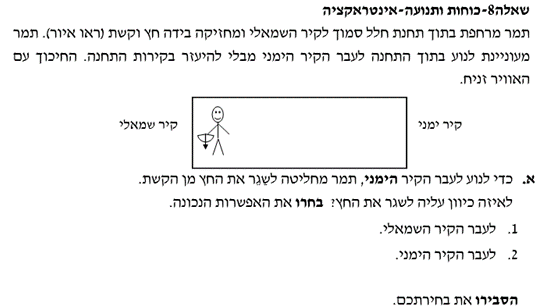 שאלה8-כוחות ותנועה-אינטראקציה
תמר מרחפת בתוך תחנת חלל סמוך לקיר השמאלי ומחזיקה בידה חץ וקשת (ראו איור). תמר
מעוניינת לנוע בתוך התחנה לעבר הקיר הימני מבלי להיעזר בקירות התחנה. החיכוך עם
האוויר זניח.
קיר ימני
קיר שמאלי
א. כדי לנוע לעבר הקיר הימני, תמר מחליטה לשַגֵר את החץ מן הקשת.
לאיזה כיוון עליה לשגר את החץ? בחרו את האפשרות הנכונה.
1. לעבר הקיר השמאלי.
2. לעבר הקיר הימני.
הסבירו את בחירתכם.